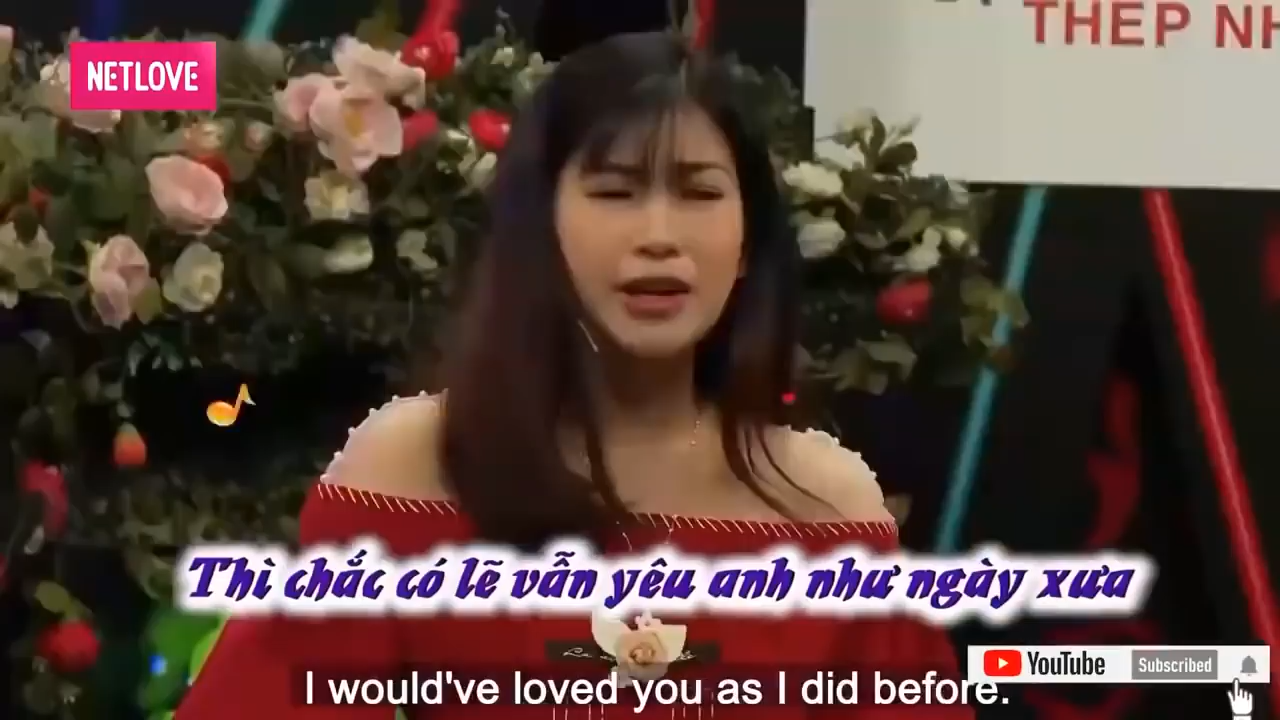 THEP NH
NETLOVE
Thì chắc có lẽ vẫn yêu anh như ngày xưa
YouTube
Subscribed
I would've loved you as I did before.